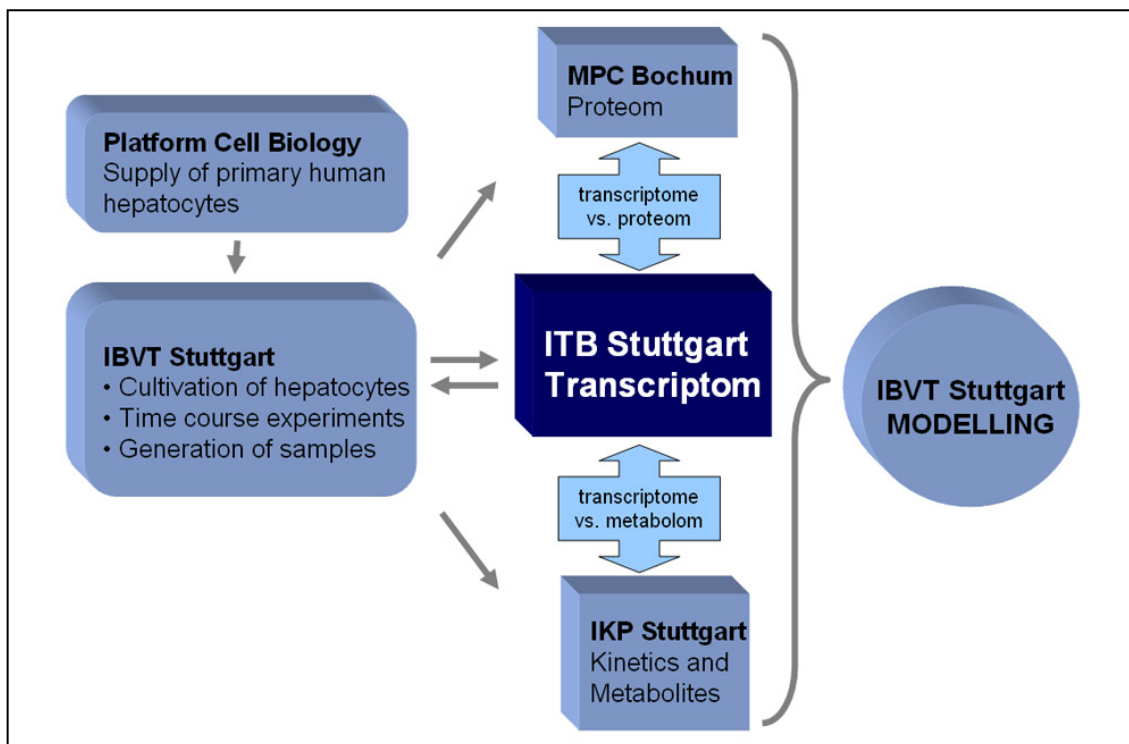 Platform Cell Biology
Supply of primary human
hepatocytes
IBVT Stuttgart
• Cultivation of hepatocytes
• Time course experiments
• Generation of samples
MPC Bochum
Proteom
transcriptome
vs. proteom
ITB Stuttgart
Transcriptom
transcriptome
vs. metabolom
IKP Stuttgart
Kinetics and
Metabolites
IBVT Stuttgart
MODELLING